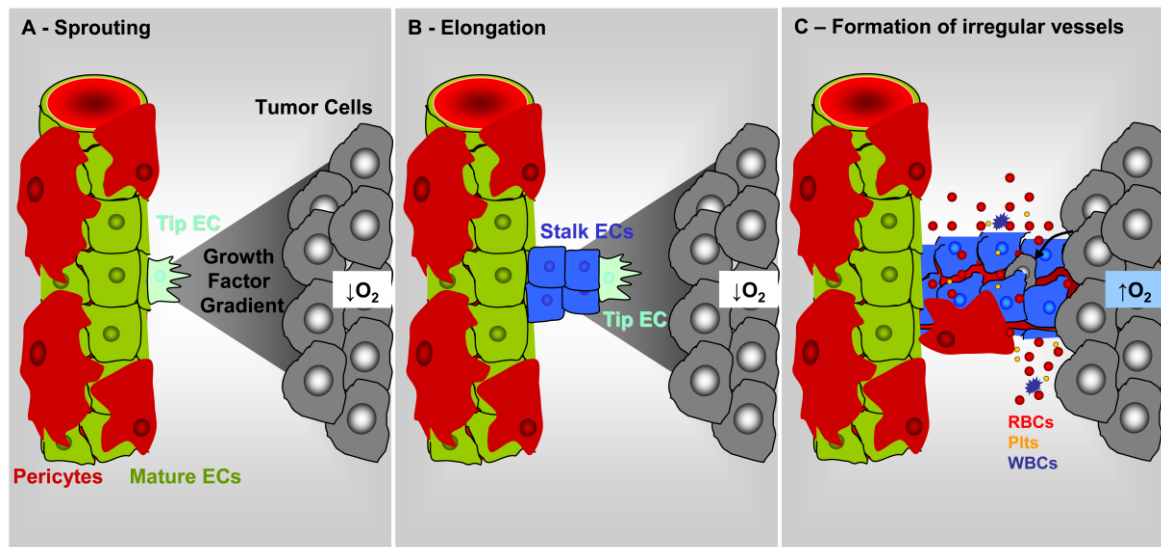 A - Sprouting
Tumor Cells
Tip EC
Growth
Factor
Gradient
↓O₂
Pericytes
Mature ECs
B - Elongation
Stalk ECs
Tip EC
↓O₂
C – Formation of irregular vessels
↑O₂
RBCs
Plts
WBCs